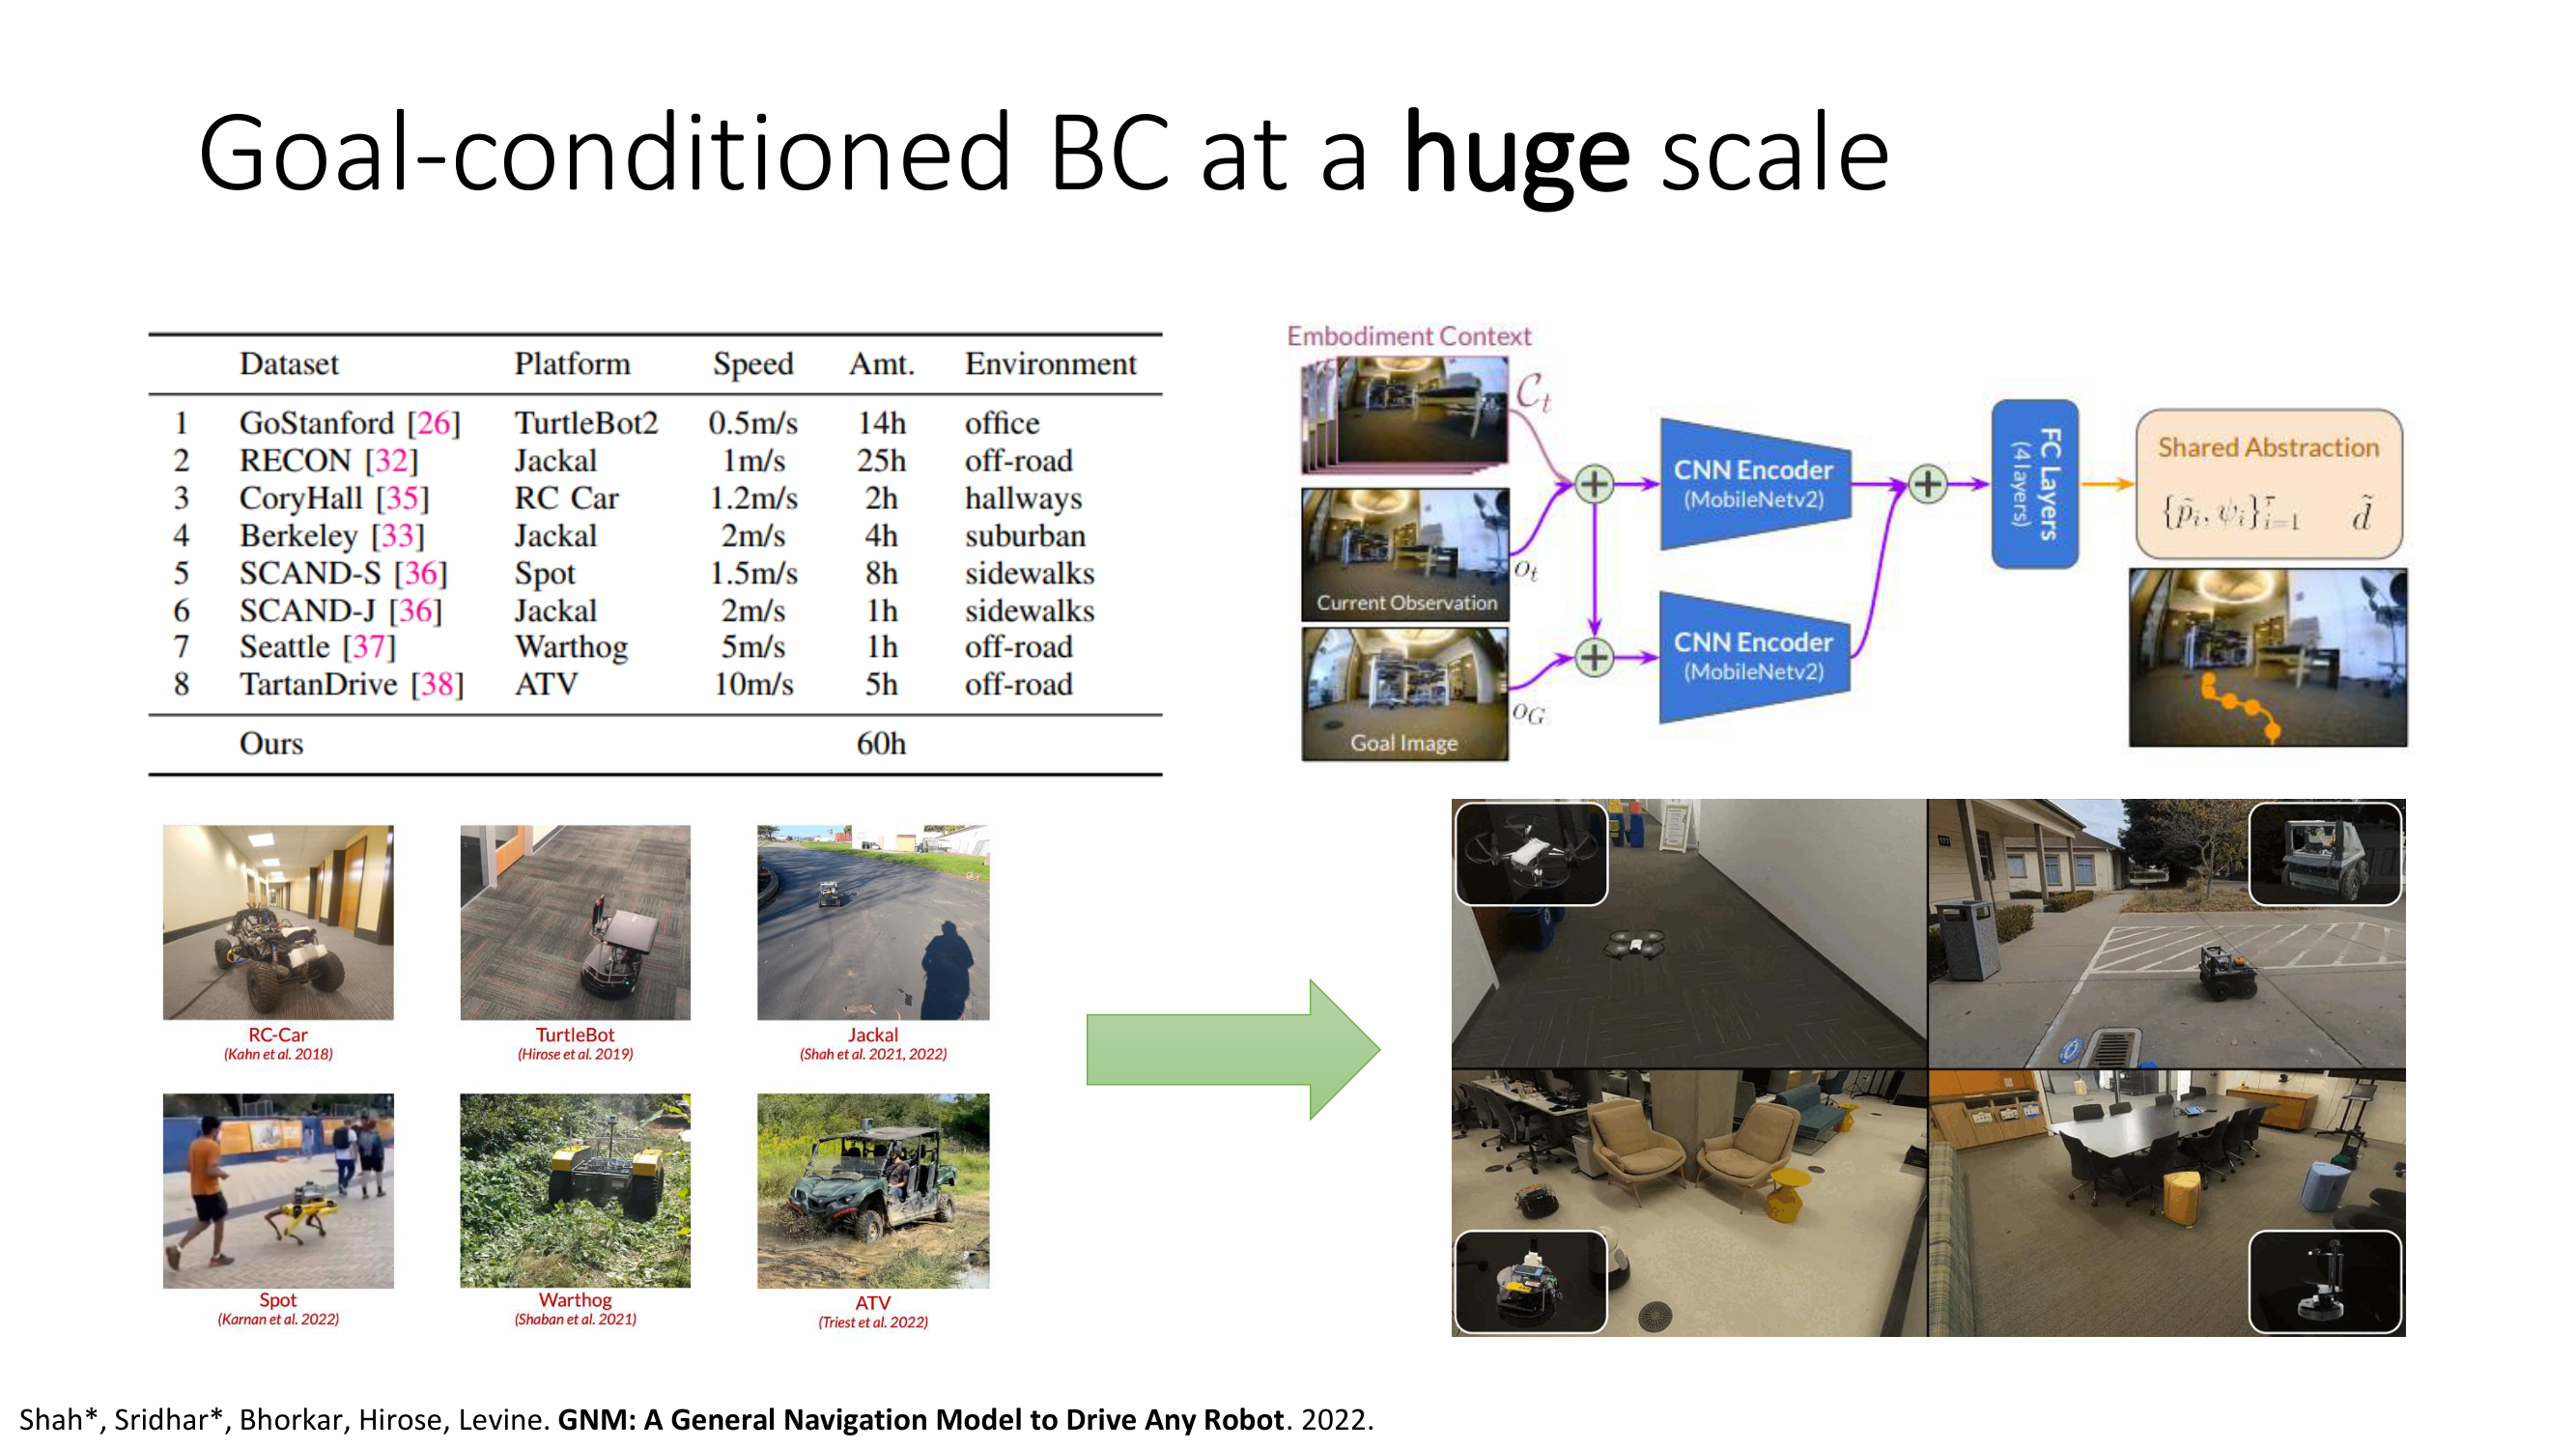 Goal-conditioned BC at a huge scale
Dataset Platform Speed Amt. Environment
1 GoStanford [26] TurtleBot2 0.5m/s 14h office
2 RECON [32] Jackal 1m/s 25h off-road
3 CoryHall [35] RC Car 1.2m/s 2h hallways
4 Berkeley [33] Jackal 2m/s 4h suburban
5 SCAND-S [36] Spot 1.5m/s 8h sidewalks
6 SCAND-J [36] Jackal 2m/s 1h sidewalks
7 Seattle [37] Warthog 5m/s 1h off-road
8 TartanDrive [38] ATV 10m/s 5h off-road
Ours 60h
Embodiment Context
𝒞ₜ
Current Observation
oₜ
Goal Image
o_G
CNN Encoder
(MobileNetv2)
CNN Encoder
(MobileNetv2)
FC Layers
(4 layers)
Shared Abstraction
{p̃ᵢ, ψᵢ}_{i=1}^τ d̃
RC-Car
(Kahn et al. 2018)
TurtleBot
(Hirose et al. 2019)
Jackal
(Shah et al. 2021, 2022)
Spot
(Karnan et al. 2022)
Warthog
(Shaban et al. 2021)
ATV
(Triest et al. 2022)
Shah*, Sridhar*, Bhorkar, Hirose, Levine. GNM: A General Navigation Model to Drive Any Robot. 2022.